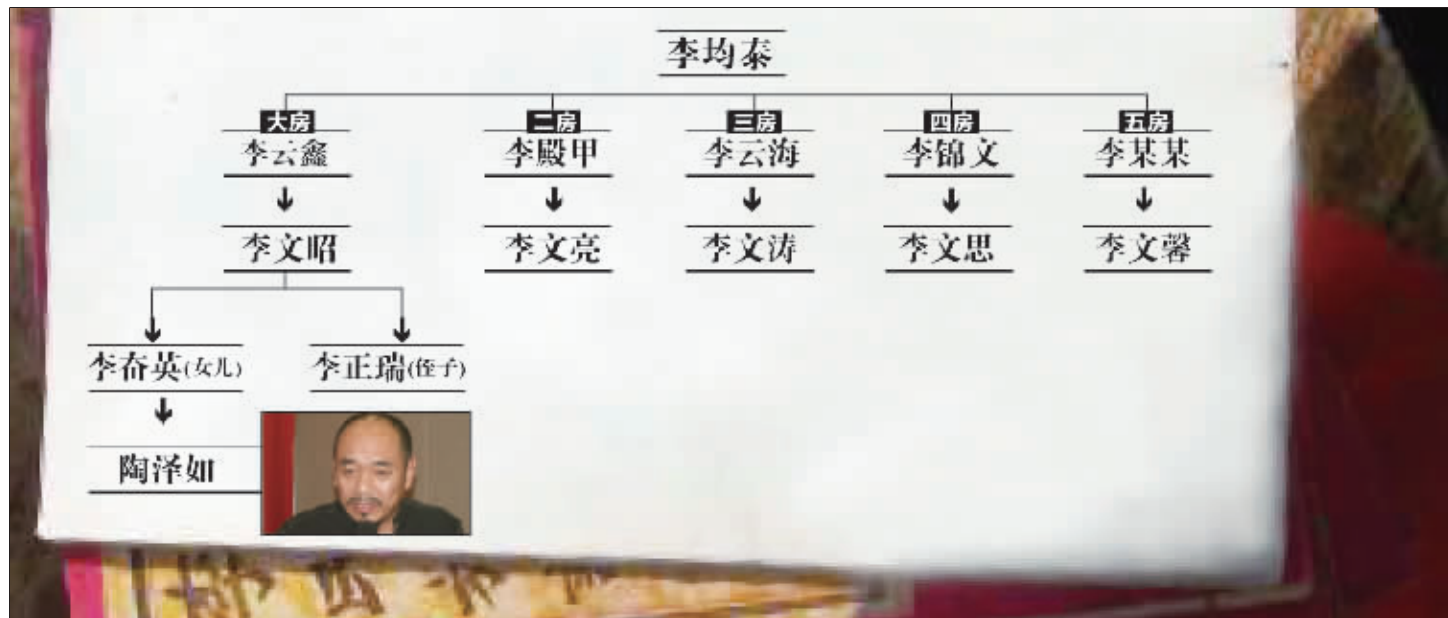 李均泰
大房 二房 三房 四房 五房
李云鑫 李殿甲 李云海 李锦文 李某某
李文昭 李文亮 李文涛 李文思 李文馨
李奋英(女儿) 李正瑞(侄子)
陶泽如